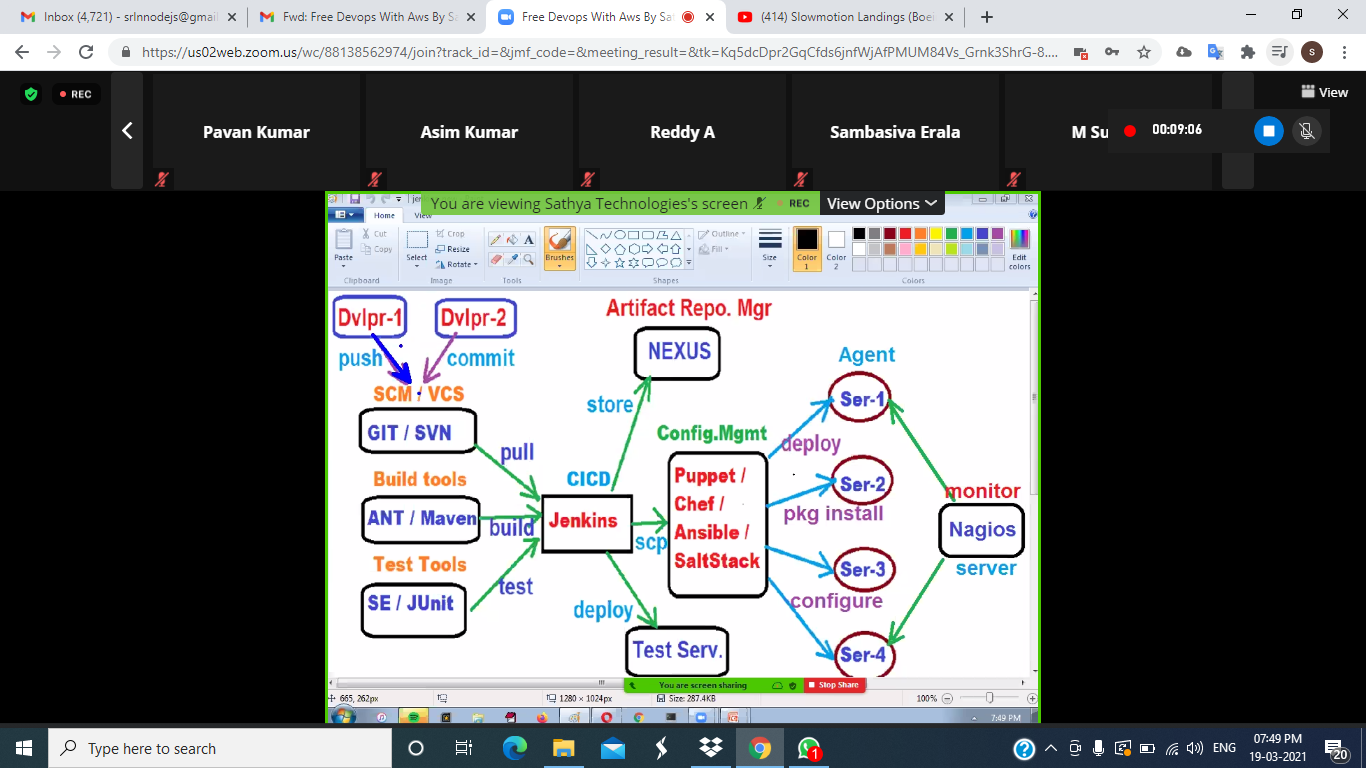 Inbox (4,721) - srlnnodejs@gmail
Fwd: Free Devops With Aws By Sa
Free Devops With Aws By Sat
(414) Slowmotion Landings (Boei
https://us02web.zoom.us/wc/88138562974/join?track_id=&jmf_code=&meeting_result=&tk=Kq5dcDpr2GqCfds6jnfWjAfPMUM84Vs_Grnk3ShrG-8....
S
REC
View
Pavan Kumar
Asim Kumar
Reddy A
Sambasiva Erala
M Su
00:09:06
You are viewing Sathya Technologies's screen
REC
View Options
Home
View
Paste
Cut
Copy
Clipboard
Select
Crop
Resize
Rotate
Image
A
Tools
Brushes
Outline
Fill
Shapes
Size
Color 1
Color 2
Colors
Edit colors
Dvlpr-1
Dvlpr-2
push
commit
SCM / VCS
GIT / SVN
pull
Build tools
ANT / Maven
build
Test Tools
SE / JUnit
test
Artifact Repo. Mgr
NEXUS
store
CICD
Jenkins
scp
deploy
Test Serv.
Config.Mgmt
Puppet /
Chef /
Ansible /
SaltStack
Agent
Ser-1
deploy
Ser-2
pkg install
Ser-3
configure
Ser-4
monitor
Nagios
server
You are screen sharing
Stop Share
665, 262px
1280 × 1024px
Size: 287.4KB
100%
7:49 PM
Type here to search
1
ENG
07:49 PM
19-03-2021
20